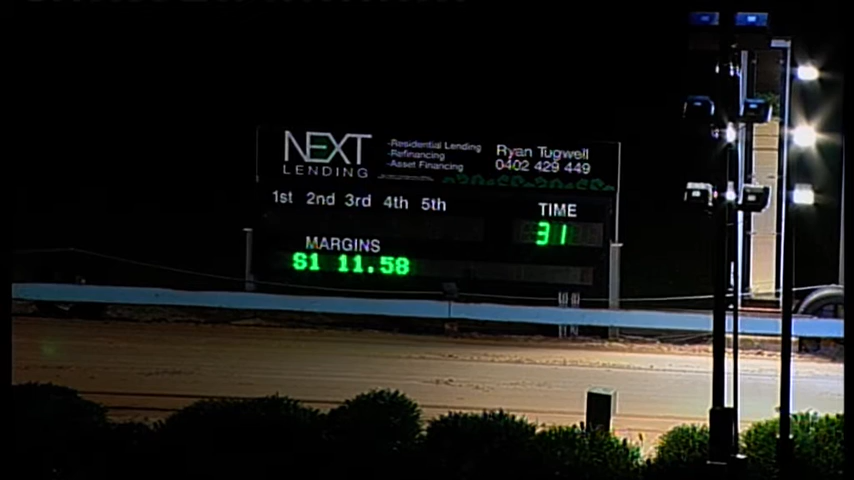 NEXT
LENDING
-Residential Lending
-Refinancing
-Asset Financing
Ryan Tugwell
0402 429 449
1st 2nd 3rd 4th 5th
TIME
31
MARGINS
S1 11.58